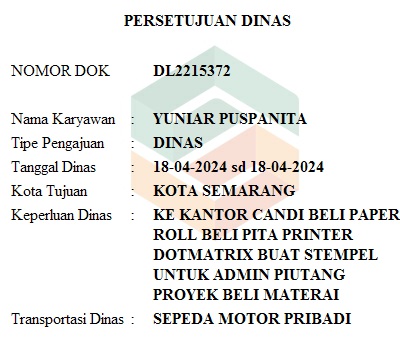 PERSETUJUAN DINAS
NOMOR DOK DL2215372
Nama Karyawan : YUNIAR PUSPANITA
Tipe Pengajuan : DINAS
Tanggal Dinas : 18-04-2024 sd 18-04-2024
Kota Tujuan : KOTA SEMARANG
Keperluan Dinas : KE KANTOR CANDI BELI PAPER
ROLL BELI PITA PRINTER
DOTMATRIX BUAT STEMPEL
UNTUK ADMIN PIUTANG
PROYEK BELI MATERAI
Transportasi Dinas : SEPEDA MOTOR PRIBADI